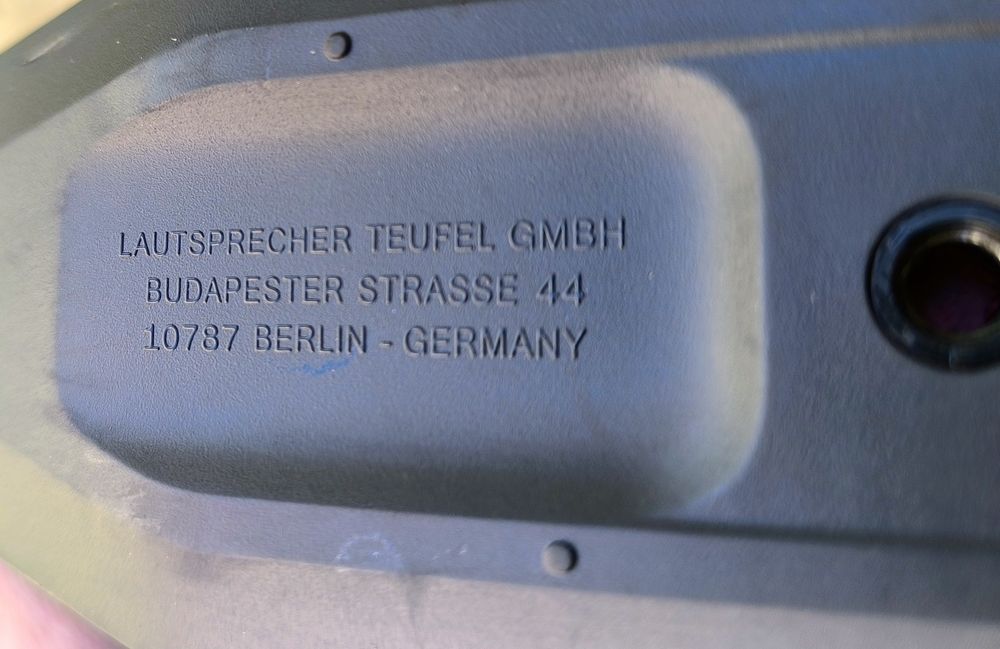 LAUTSPRECHER TEUFEL GMBH
BUDAPESTER STRASSE 44
10787 BERLIN - GERMANY